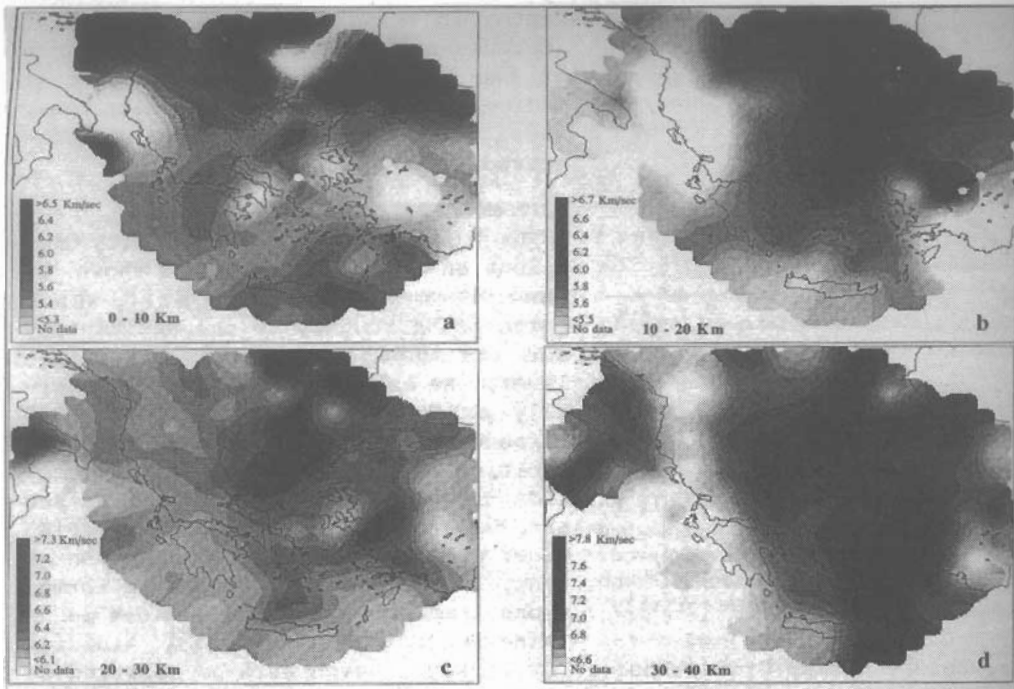 >6.5 Km/sec
6.4
6.2
6.0
5.8
5.6
5.4
<5.3
No data
0 - 10 Km
a
>6.7 Km/sec
6.6
6.4
6.2
6.0
5.8
5.6
<5.5
No data
10 - 20 Km
b
>7.3 Km/sec
7.2
7.0
6.8
6.6
6.4
6.2
<6.1
No data
20 - 30 Km
c
>7.8 Km/sec
7.6
7.4
7.2
7.0
6.8
<6.6
No data
30 - 40 Km
d